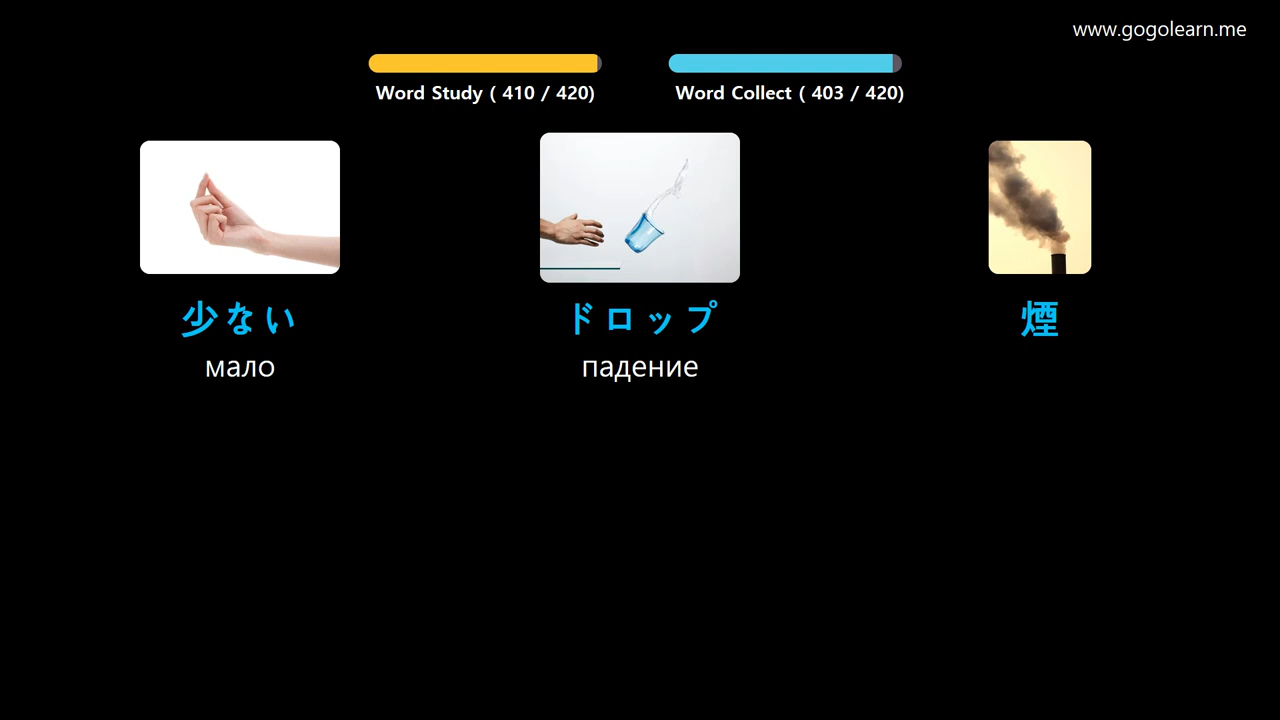 www.gogolearn.me
Word Study ( 410 / 420)
Word Collect ( 403 / 420)
少ない
ドロップ
煙
мало
падение